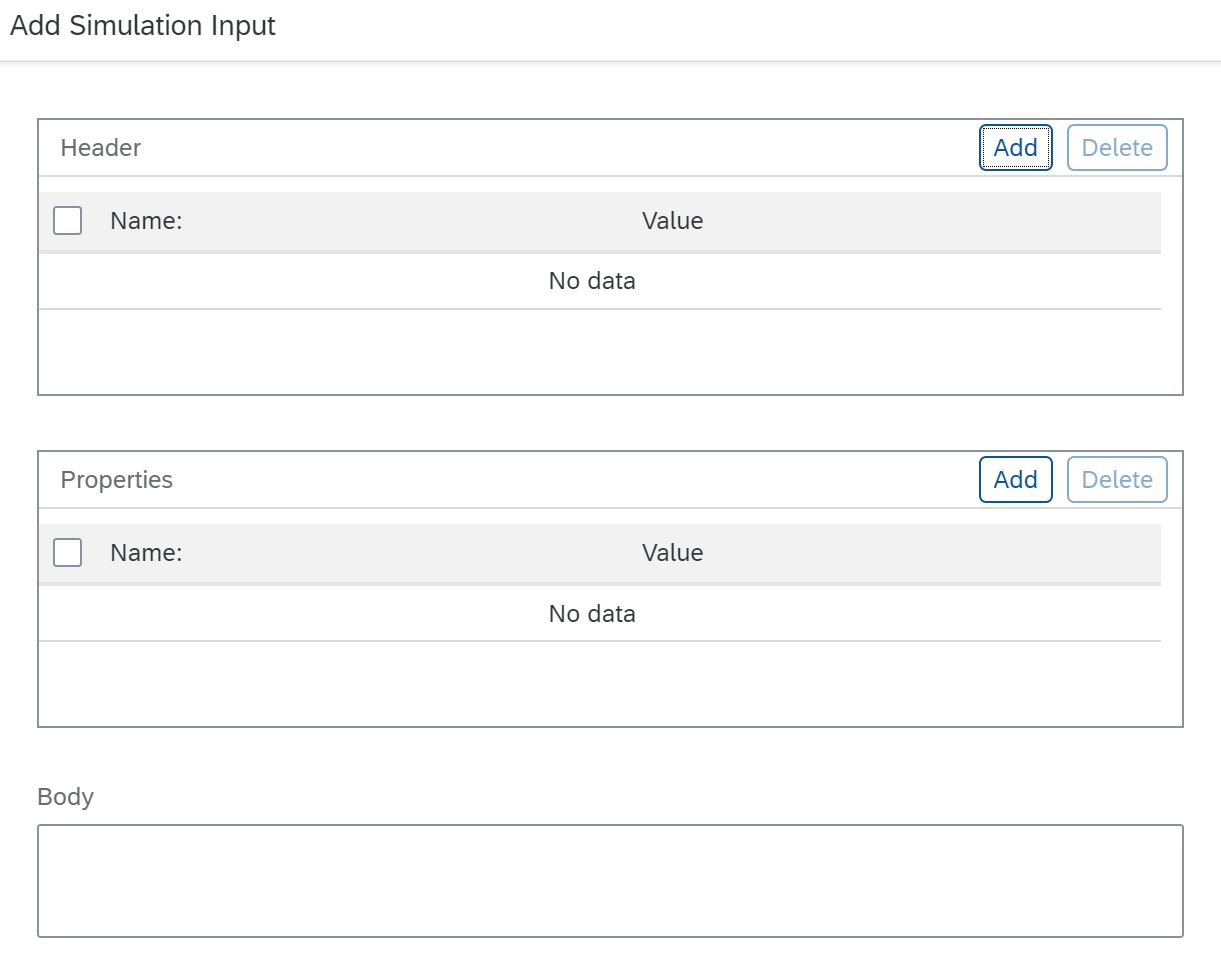 Add Simulation Input
Header Add Delete
Name: Value
No data
Properties Add Delete
Name: Value
No data
Body